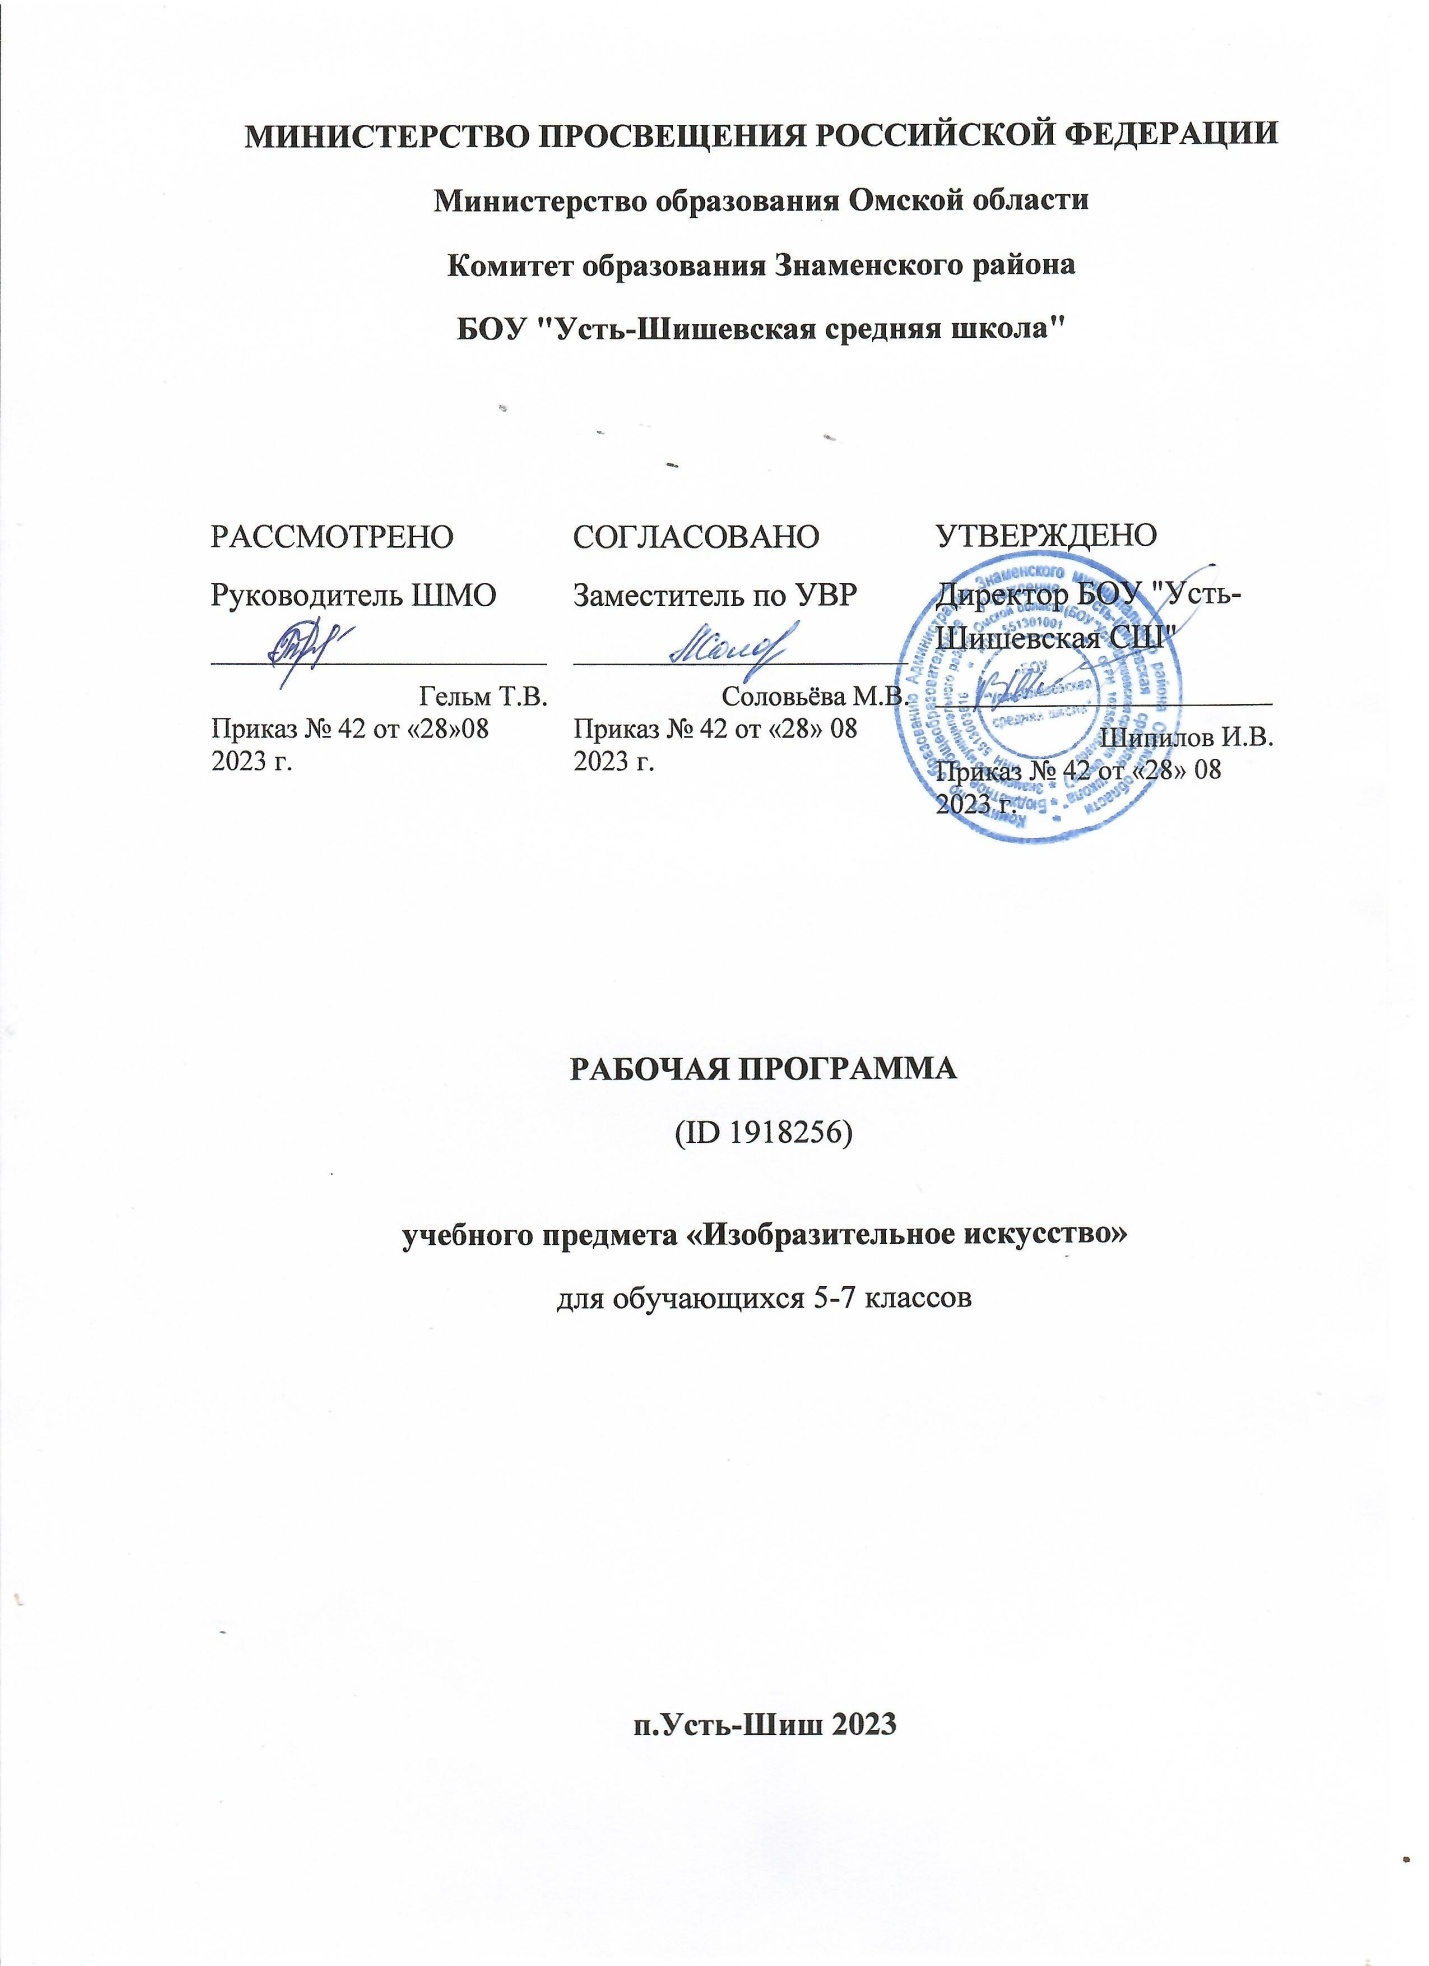 МИНИСТЕРСТВО ПРОСВЕЩЕНИЯ РОССИЙСКОЙ ФЕДЕРАЦИИ
Министерство образования Омской области
Комитет образования Знаменского района
БОУ "Усть-Шишевская средняя школа"
РАССМОТРЕНО
Руководитель ШМО
Гельм Т.В.
Приказ № 42 от «28»08
2023 г.
СОГЛАСОВАНО
Заместитель по УВР
Соловьёва М.В.
Приказ № 42 от «28» 08
2023 г.
УТВЕРЖДЕНО
Директор БОУ "Усть-
Шишевская СШ"
Шипилов И.В.
Приказ № 42 от «28» 08
2023 г.
РАБОЧАЯ ПРОГРАММА
(ID 1918256)
учебного предмета «Изобразительное искусство»
для обучающихся 5-7 классов
п.Усть-Шиш 2023